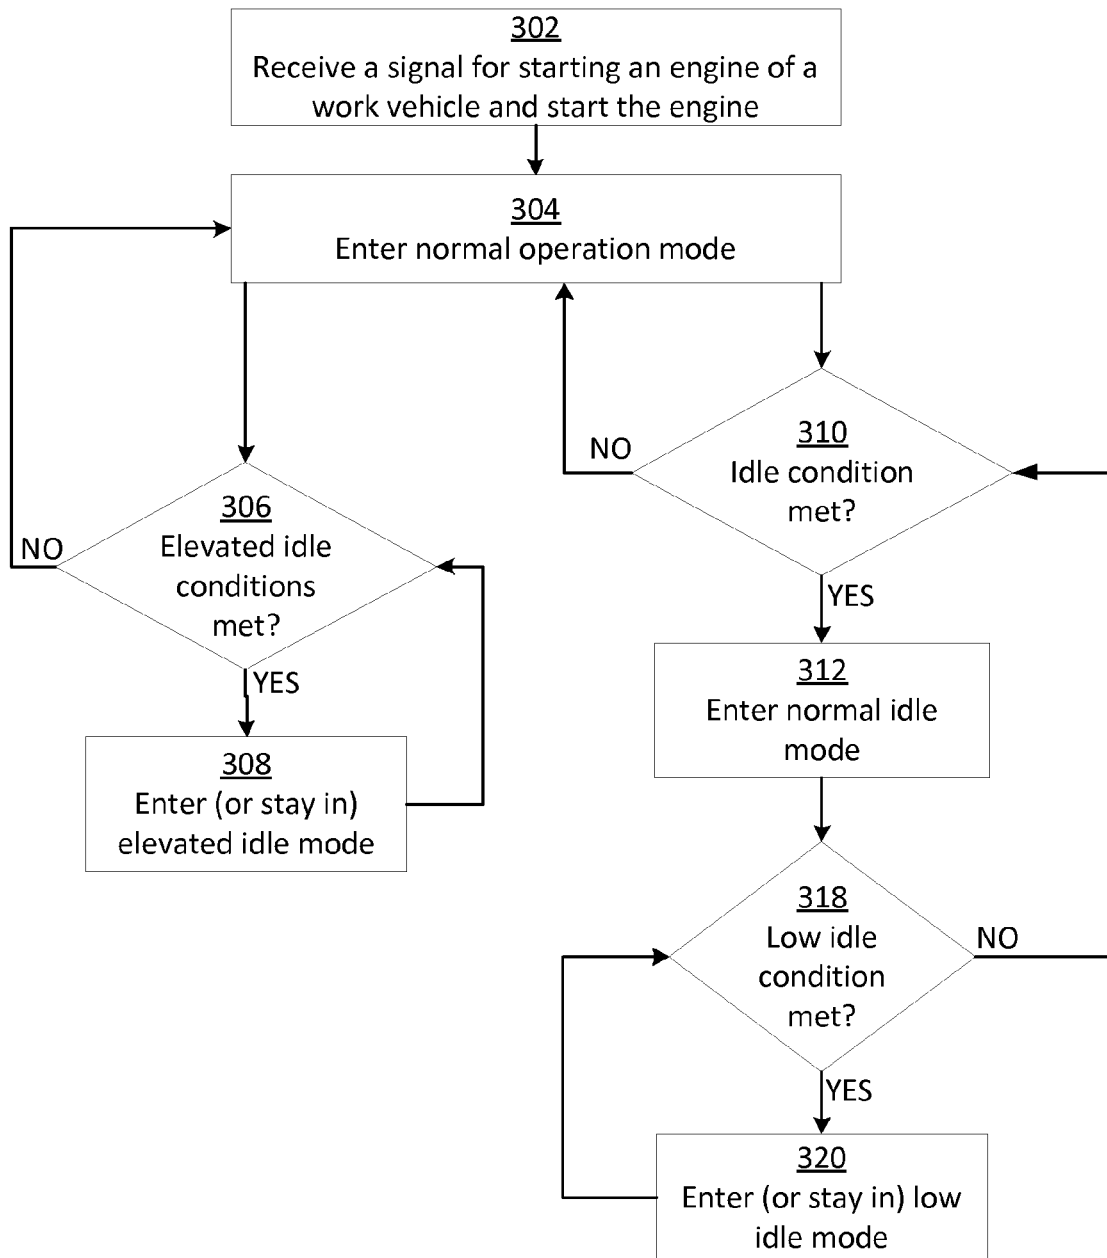 302
Receive a signal for starting an engine of a
work vehicle and start the engine
304
Enter normal operation mode
NO
310
Idle condition
met?
YES
306
Elevated idle
conditions
met?
NO
YES
308
Enter (or stay in)
elevated idle mode
312
Enter normal idle
mode
318
Low idle
condition
met?
NO
YES
320
Enter (or stay in) low
idle mode